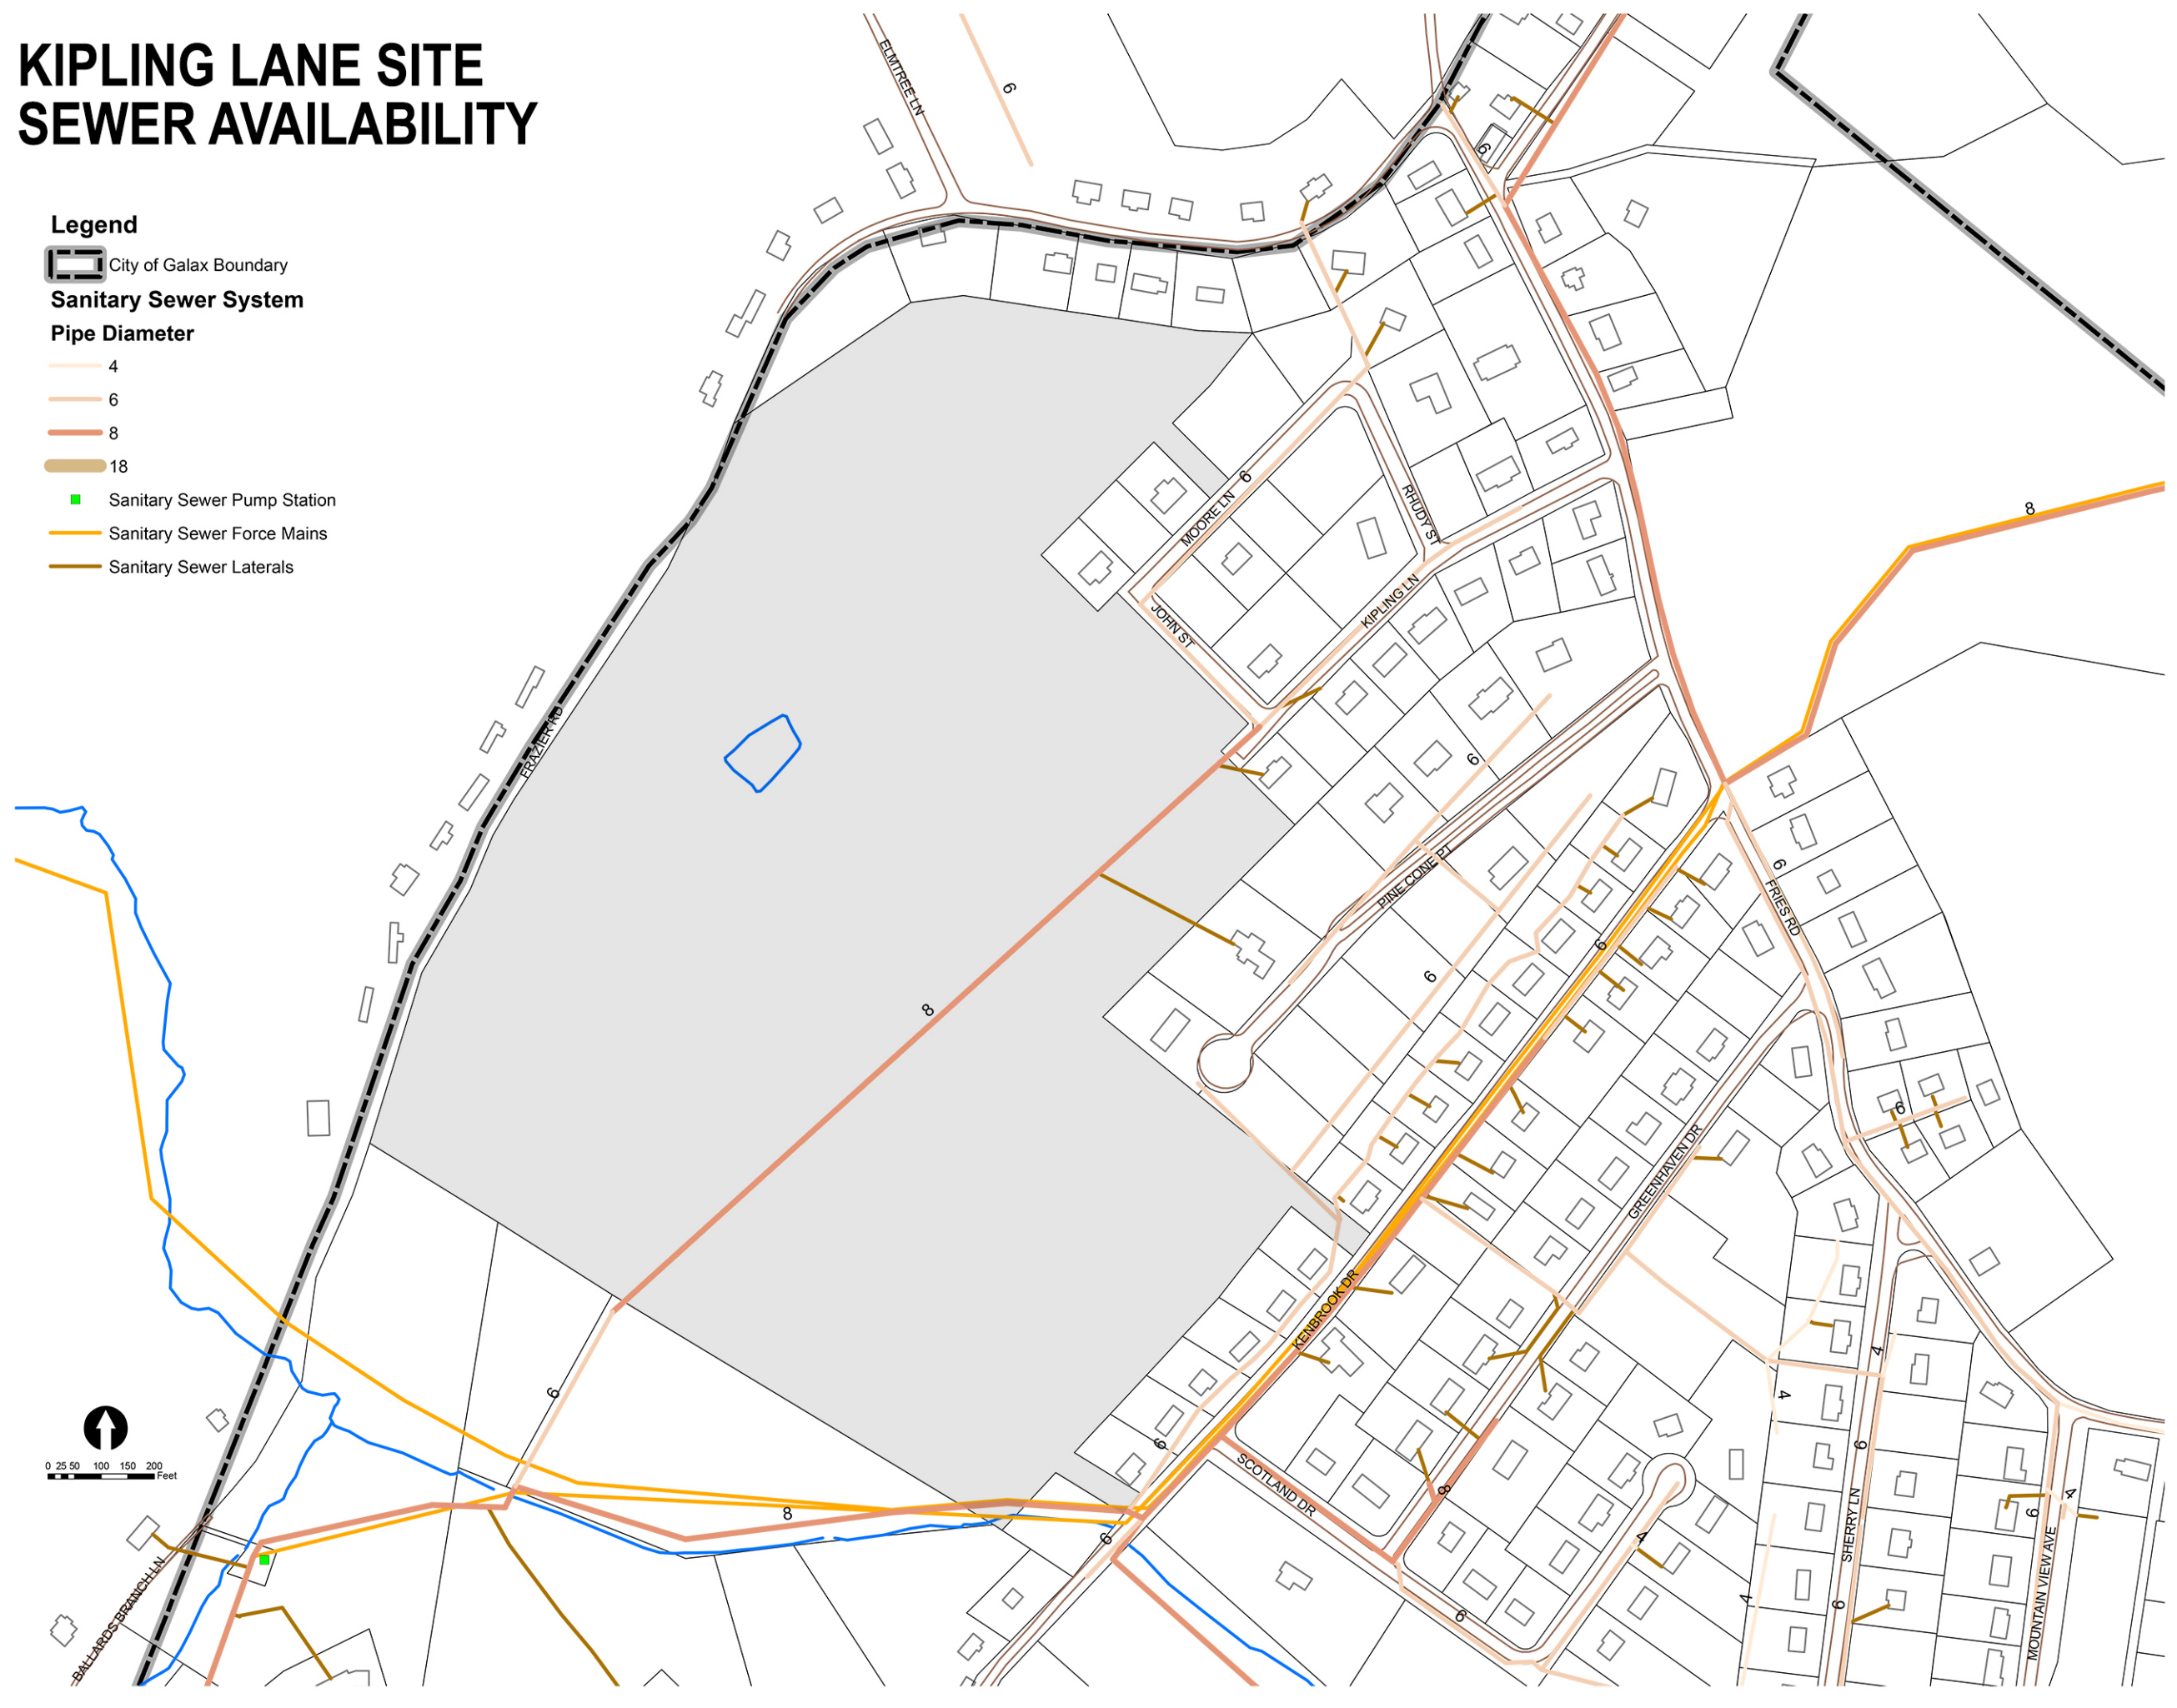 KIPLING LANE SITE
SEWER AVAILABILITY
Legend
City of Galax Boundary
Sanitary Sewer System
Pipe Diameter
4
6
8
18
Sanitary Sewer Pump Station
Sanitary Sewer Force Mains
Sanitary Sewer Laterals
ELMTREE LN
6
6
MOORE LN
6
RHUDY ST
8
JOHN ST
KIPLING LN
FRAZIER RD
6
PINE CONE PT
6
FRIES RD
6
6
8
6
GREENHAVEN DR
KENBROOK DR
4
6
4
6
6
SCOTLAND DR
8
8
4
6
4
6
SHERRY LN
MOUNTAIN VIEW AVE
6
4
6
BALLARDS BRANCH LN
0 25 50 100 150 200
Feet